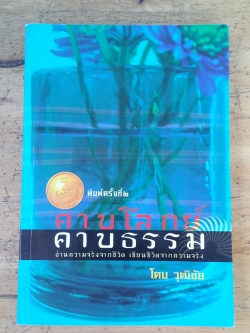 พิมพ์ครั้งที่๒
คาบโลกย์
คาบธรรม
อ่านความจริงจากชีวิต เขียนชีวิตจากความจริง
โดม วุฒิชัย